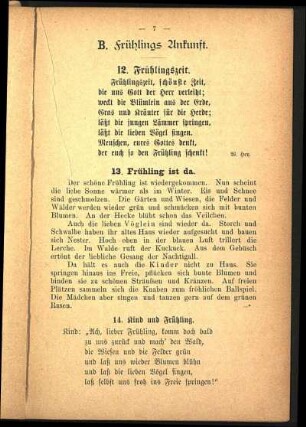 — 7 —
B. Frühlings Ankunft.
12. Frühlingszeit.
Frühlingszeit, schönste Zeit,
die uns Gott der Herr verleiht;
weckt die Blümlein aus der Erde,
Gras und Kräuter für die Herde;
läßt die jungen Lämmer springen,
läßt die lieben Vögel singen.
Menschen, eures Gottes denkt,
der euch so den Frühling schenkt!
W. Hey.
13. Frühling ist da.
Der schöne Frühling ist wiedergekommen. Nun scheint
die liebe Sonne wärmer als im Winter. Eis und Schnee
sind geschmolzen. Die Gärten und Wiesen, die Felder und
Wälder werden wieder grün und schmücken sich mit bunten
Blumen. An der Hecke blüht schon das Veilchen.
Auch die lieben Vöglein sind wieder da. Storch und
Schwalbe haben ihr altes Haus wieder aufgesucht und bauen
sich Nester. Hoch oben in der blauen Luft trillert die
Lerche. Im Walde ruft der Kuckuck. Aus dem Gebüsch
ertönt der liebliche Gesang der Nachtigall.
Da hält es auch die Kinder nicht zu Haus. Sie
springen hinaus ins Freie, pflücken sich bunte Blumen und
binden sie zu schönen Sträußen und Kränzen. Auf freien
Plätzen sammeln sich die Knaben zum fröhlichen Ballspiel.
Die Mädchen aber singen und tanzen gern auf dem grünen
Rasen.
14. Kind und Frühling.
Kind: „Ach, lieber Frühling, komm doch bald
zu uns zurück und mach' den Wald,
die Wiesen und die Felder grün
und laß uns wieder Blumen blühn
und laß die lieben Vögel singen,
laß selbst uns froh ins Freie springen!"